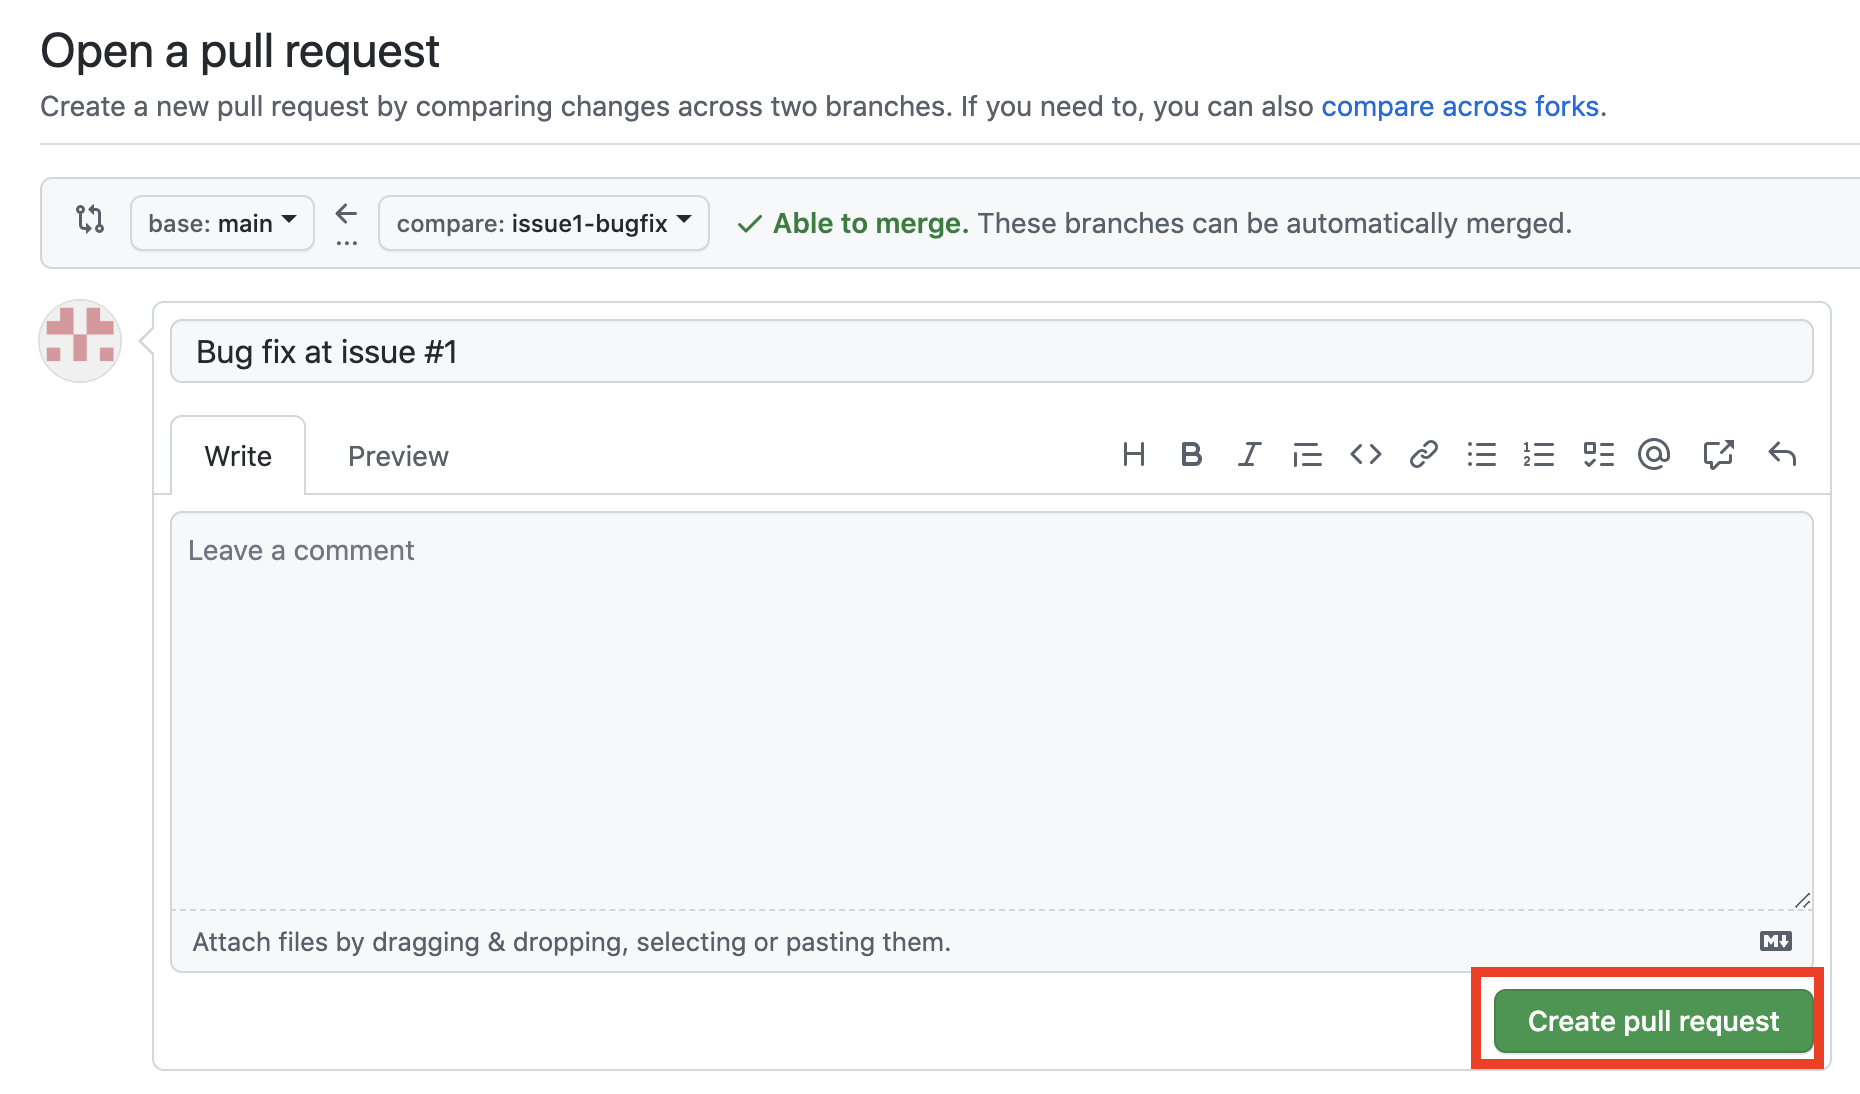 Open a pull request
Create a new pull request by comparing changes across two branches. If you need to, you can also compare across forks.
base: main ← ... compare: issue1-bugfix ✓ Able to merge. These branches can be automatically merged.
Bug fix at issue #1
Write Preview
Leave a comment
Attach files by dragging & dropping, selecting or pasting them.
Create pull request